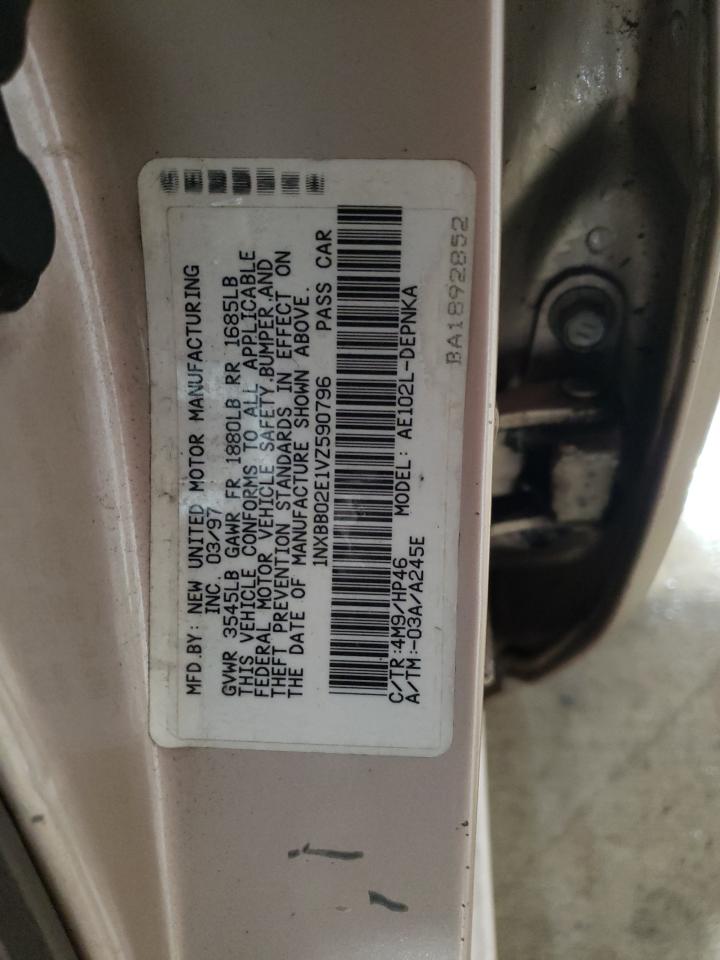 MFD.BY: NEW UNITED MOTOR MANUFACTURING
INC. 03/97
GVWR 3545LB GAWR FR 1880LB RR 1685LB
THIS VEHICLE CONFORMS TO ALL APPLICABLE
FEDERAL MOTOR VEHICLE SAFETY,BUMPER,AND
THEFT PREVENTION STANDARDS IN EFFECT ON
THE DATE OF MANUFACTURE SHOWN ABOVE.
1NXBB02E1VZ590796 PASS CAR
C/TR:4M9/HP46 MODEL: AE102L-DEPNKA
A/TM:-03A/A245E
BA1892852